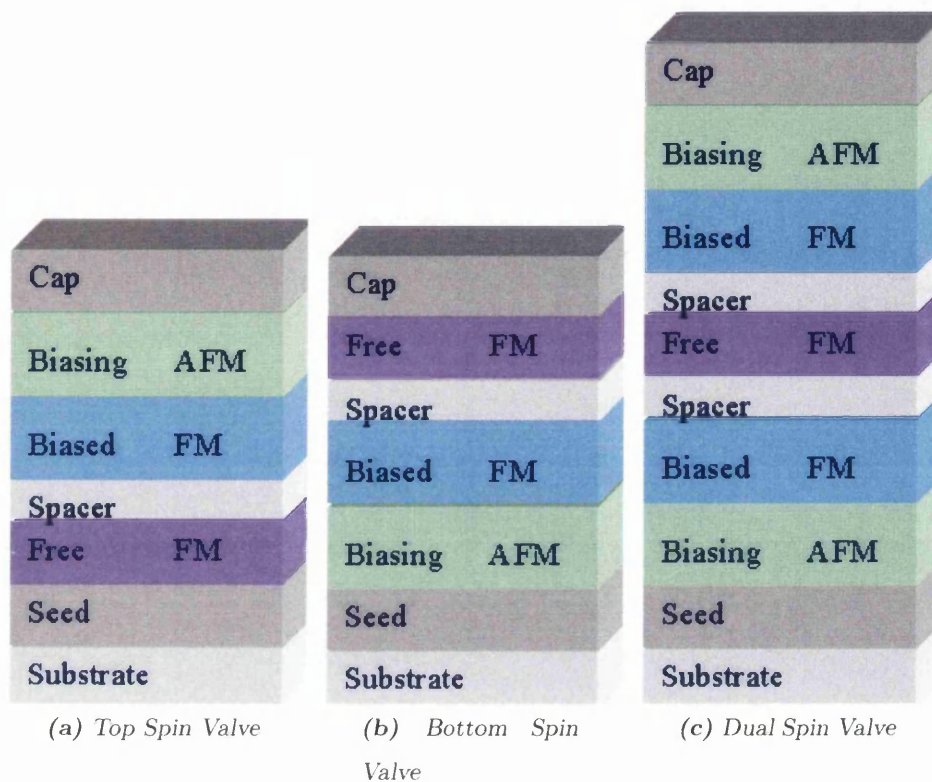 Cap
Biasing AFM
Biased FM
Spacer
Free FM
Seed
Substrate
(a) Top Spin Valve
Cap
Free FM
Spacer
Biased FM
Biasing AFM
Seed
Substrate
(b) Bottom Spin
Valve
Cap
Biasing AFM
Biased FM
Spacer
Free FM
Spacer
Biased FM
Biasing AFM
Seed
Substrate
(c) Dual Spin Valve